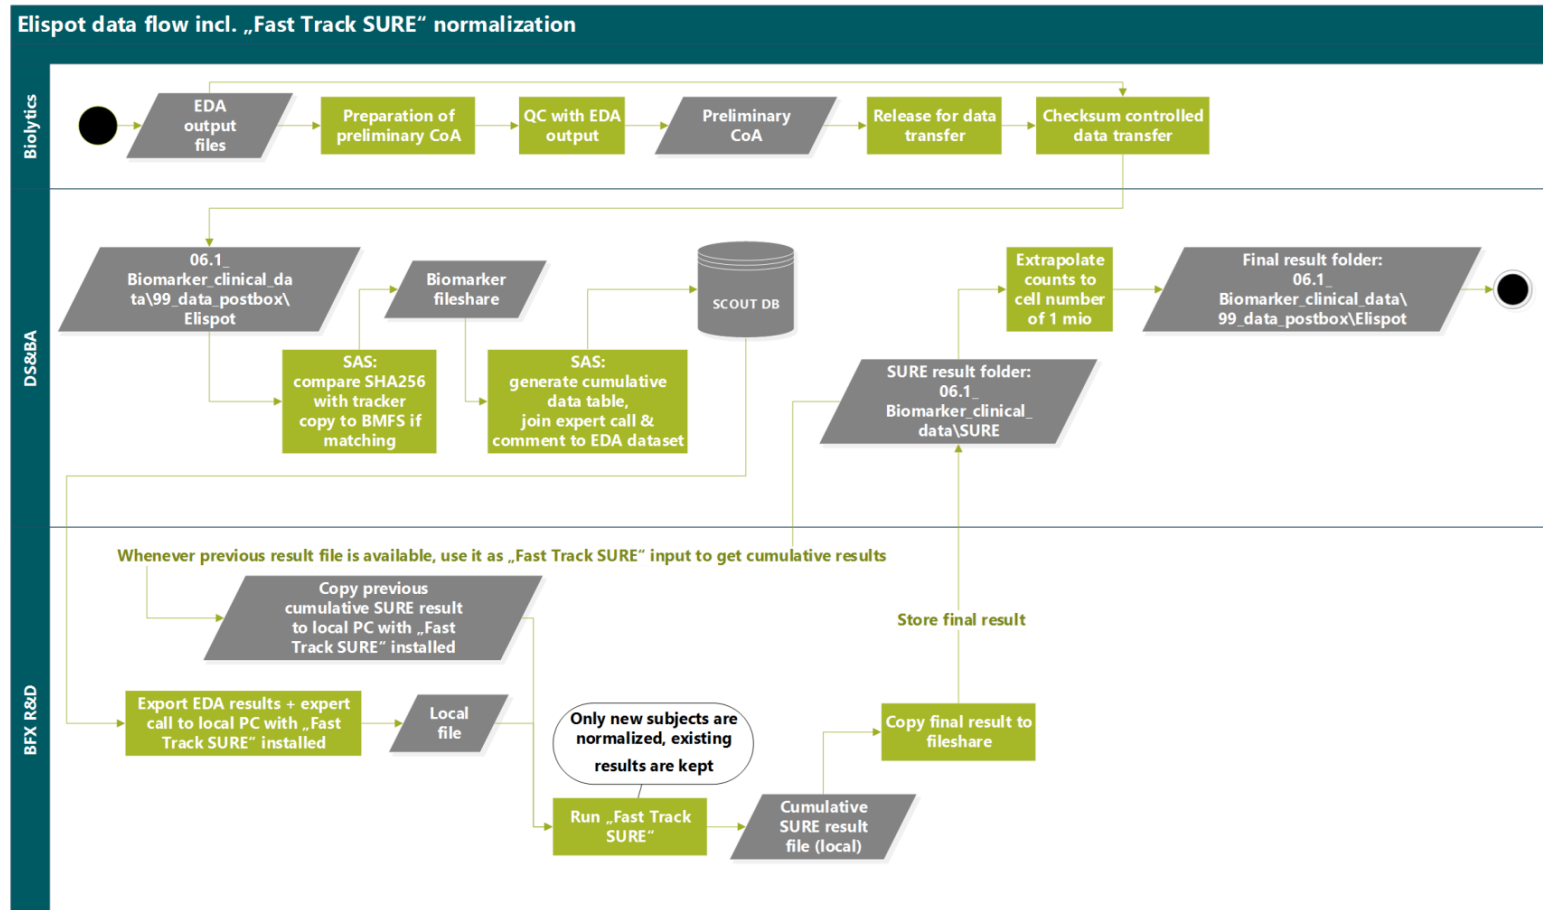 Elispot data flow incl. „Fast Track SURE“ normalization
Biolytics
EDA
output
files
Preparation of
preliminary CoA
QC with EDA
output
Preliminary
CoA
Release for data
transfer
Checksum controlled
data transfer
DS&BA
06.1_
Biomarker_clinical_da
ta\99_data_postbox\
Elispot
SAS:
compare SHA256
with tracker
copy to BMFS if
matching
Biomarker
fileshare
SAS:
generate cumulative
data table,
join expert call &
comment to EDA dataset
SCOUT DB
SURE result folder:
06.1_
Biomarker_clinical_
data\SURE
Extrapolate
counts to
cell number
of 1 mio
Final result folder:
06.1_
Biomarker_clinical_data\
99_data_postbox\Elispot
BFX R&D
Whenever previous result file is available, use it as „Fast Track SURE“ input to get cumulative results
Copy previous
cumulative SURE result
to local PC with „Fast
Track SURE“ installed
Export EDA results + expert
call to local PC with „Fast
Track SURE“ installed
Local
file
Only new subjects are
normalized, existing
results are kept
Run „Fast Track
SURE“
Cumulative
SURE result
file (local)
Copy final result to
fileshare
Store final result